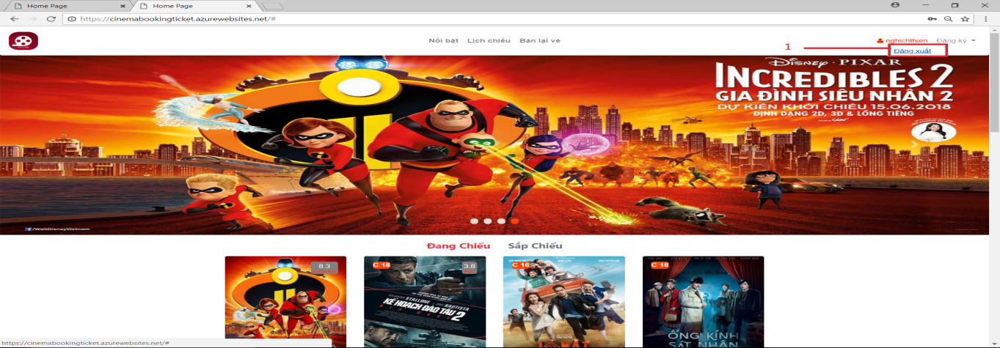 Home Page × Home Page ×
https://cinemabookingticket.azurewebsites.net/#
Nổi bật Lịch chiếu Bán lại vé
nghichthien Đăng ký
1
Đăng xuất
Disney · PIXAR
INCREDIBLES 2
GIA ĐÌNH SIÊU NHÂN 2
DỰ KIẾN KHỞI CHIẾU 15.06.2018
ĐỊNH DẠNG 2D, 3D & LỒNG TIẾNG
/WaltDisneyVietnam
Đang Chiếu Sắp Chiếu
8.3
C 18
3.8
STALLONE BAUTISTA
KẾ HOẠCH ĐÀO TẨU 2
C 16
LẬT MẶT
C 18
ỐNG KÍNH
SÁT NHÂN
https://cinemabookingticket.azurewebsites.net/#